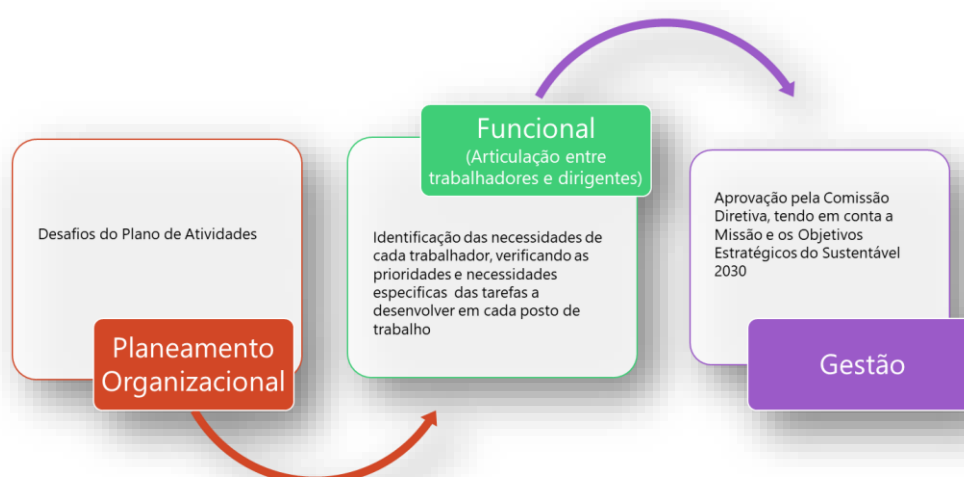 Desafios do Plano de Atividades
Planeamento
Organizacional
Funcional
(Articulação entre
trabalhadores e dirigentes)
Identificação das necessidades de
cada trabalhador, verificando as
prioridades e necessidades
especificas das tarefas a
desenvolver em cada posto de
trabalho
Aprovação pela Comissão
Diretiva, tendo em conta a
Missão e os Objetivos
Estratégicos do Sustentável
2030
Gestão